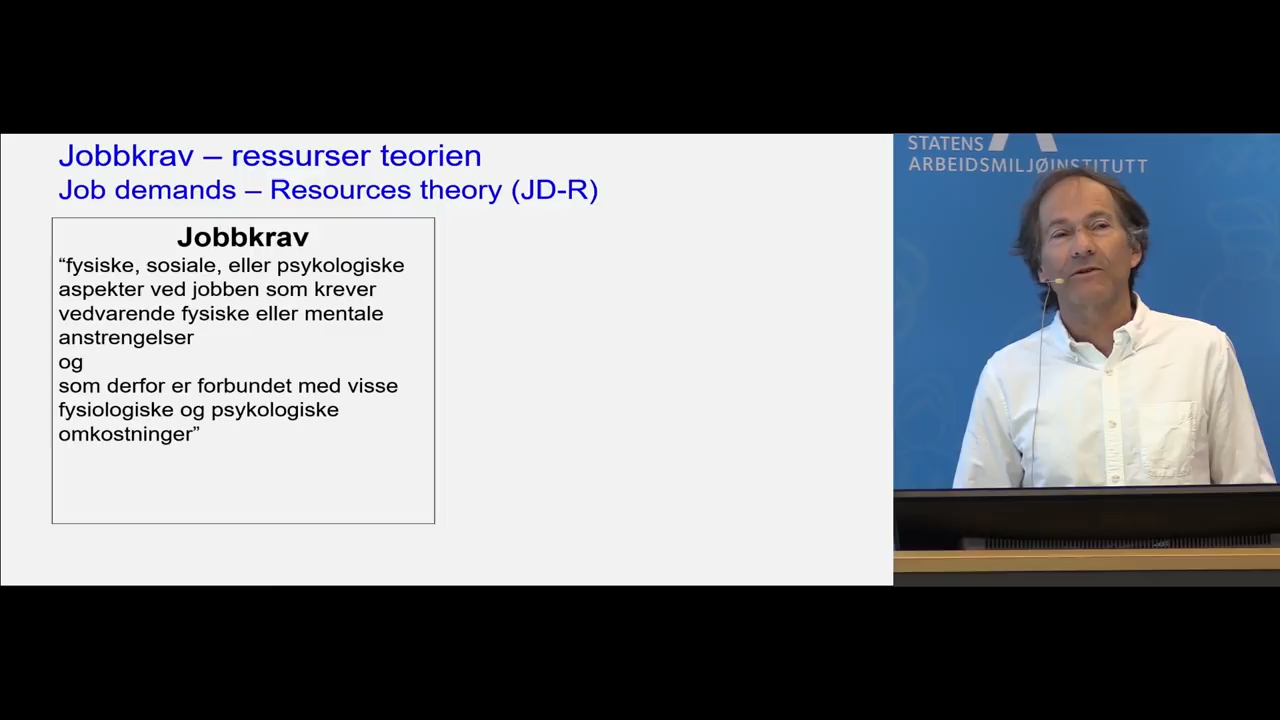 Jobbkrav – ressurser teorien
Job demands – Resources theory (JD-R)
Jobbkrav
“fysiske, sosiale, eller psykologiske
aspekter ved jobben som krever
vedvarende fysiske eller mentale
anstrengelser
og
som derfor er forbundet med visse
fysiologiske og psykologiske
omkostninger”
STATENS
ARBEIDSMILJØINSTITUTT